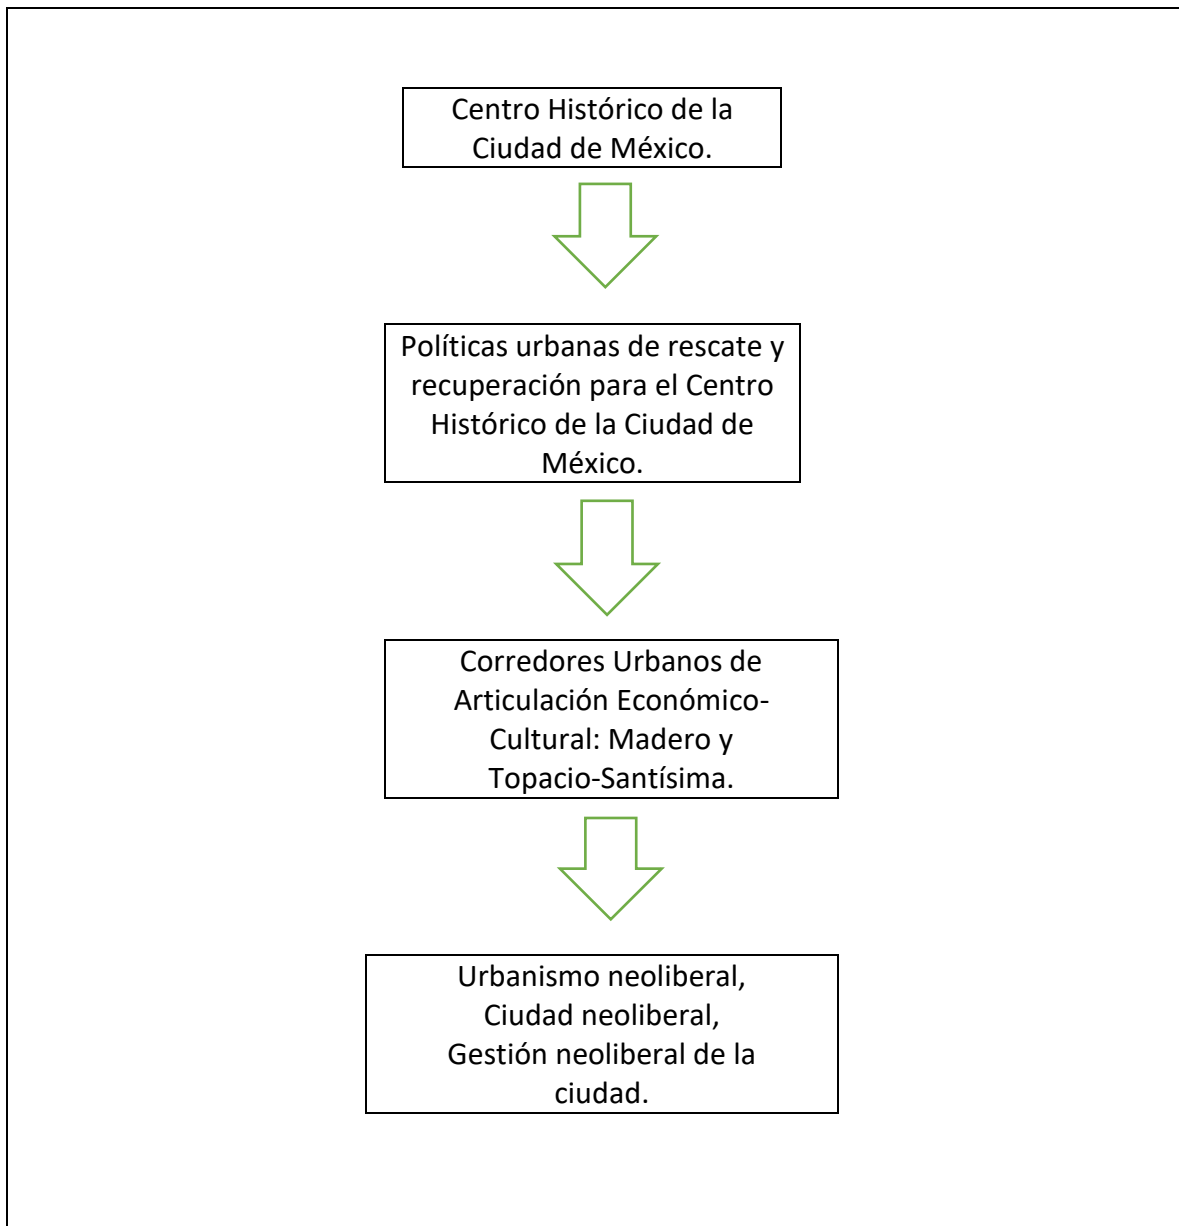 Centro Histórico de la
Ciudad de México.
Políticas urbanas de rescate y
recuperación para el Centro
Histórico de la Ciudad de
México.
Corredores Urbanos de
Articulación Económico-
Cultural: Madero y
Topacio-Santísima.
Urbanismo neoliberal,
Ciudad neoliberal,
Gestión neoliberal de la
ciudad.